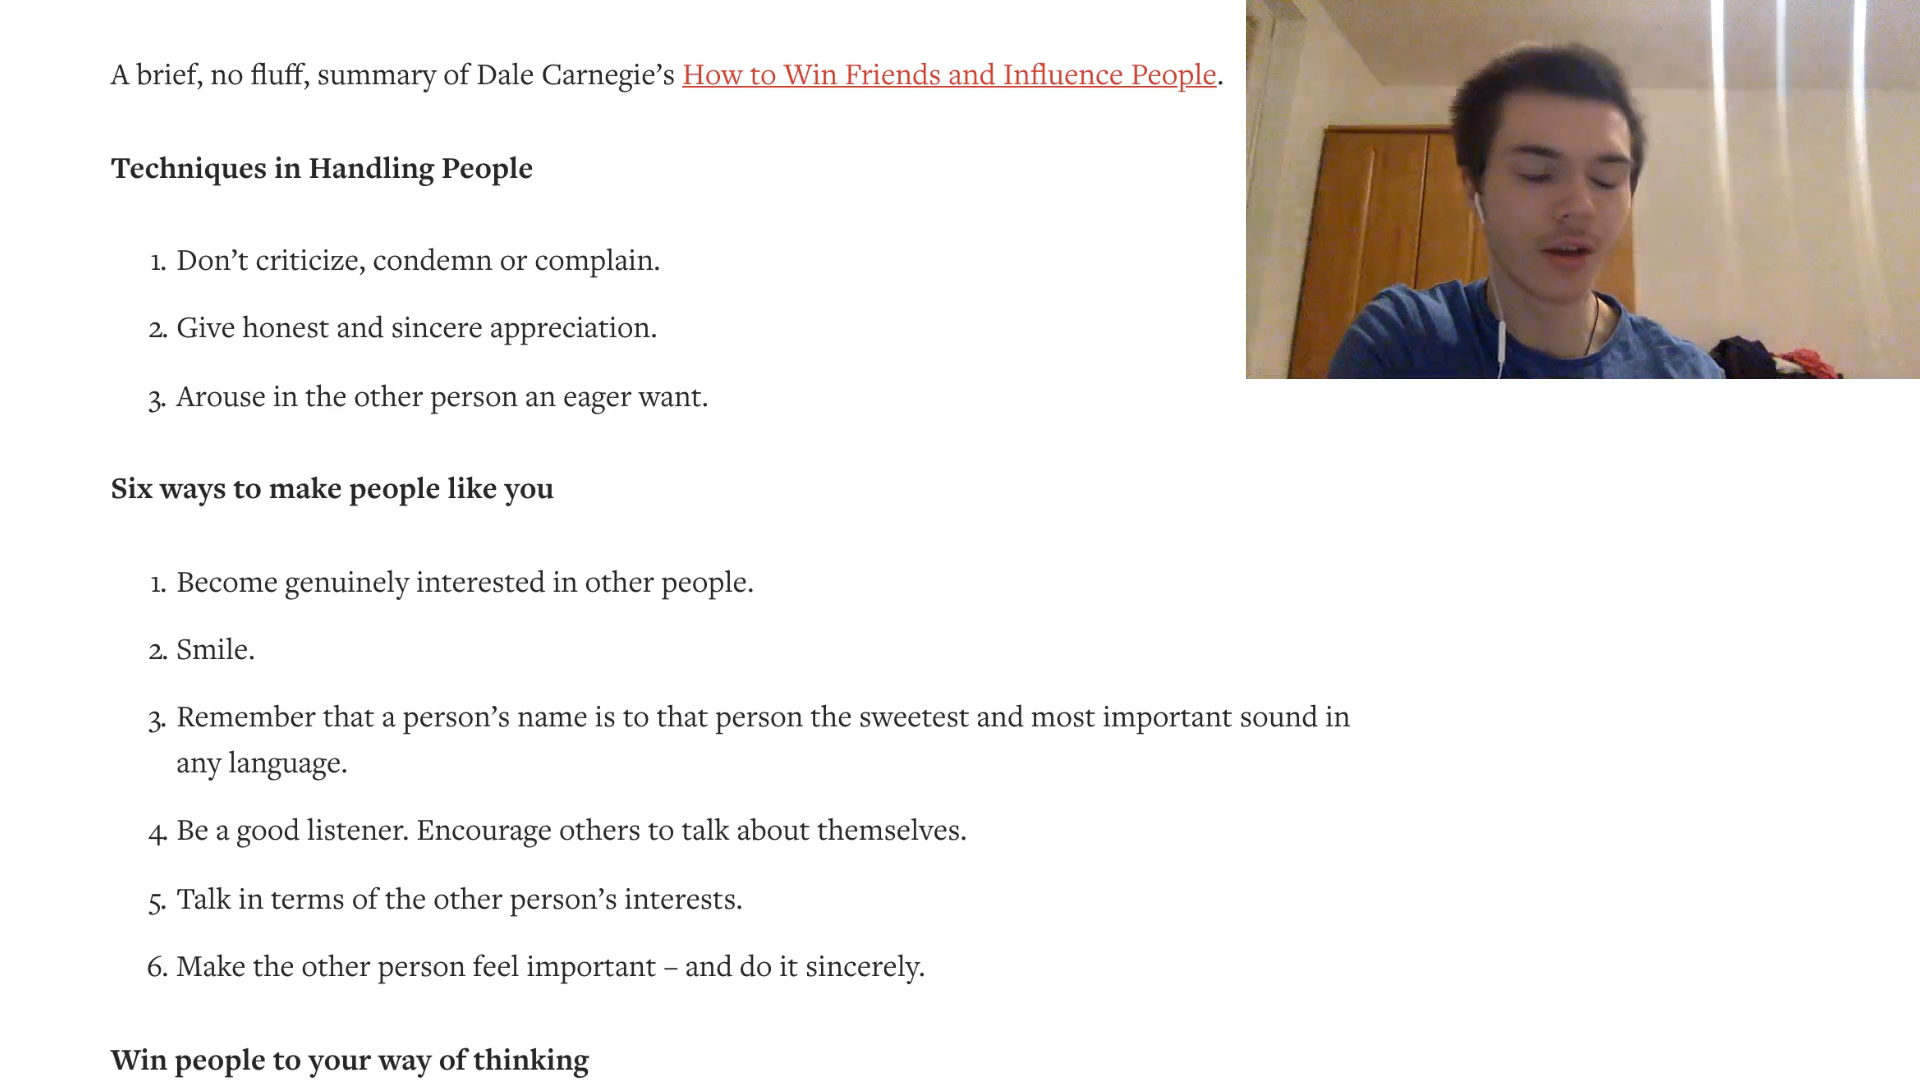 A brief, no fluff, summary of Dale Carnegie’s How to Win Friends and Influence People.
Techniques in Handling People
1. Don’t criticize, condemn or complain.
2. Give honest and sincere appreciation.
3. Arouse in the other person an eager want.
Six ways to make people like you
1. Become genuinely interested in other people.
2. Smile.
3. Remember that a person’s name is to that person the sweetest and most important sound in
any language.
4. Be a good listener. Encourage others to talk about themselves.
5. Talk in terms of the other person’s interests.
6. Make the other person feel important – and do it sincerely.
Win people to your way of thinking